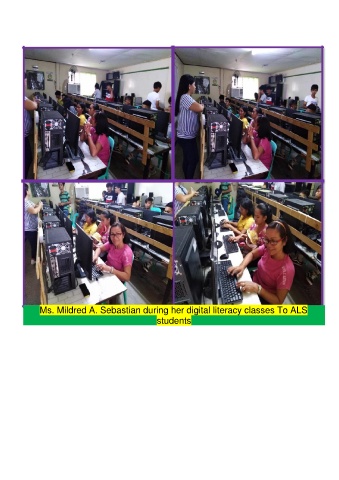 Ms. Mildred A. Sebastian during her digital literacy classes To ALS
students